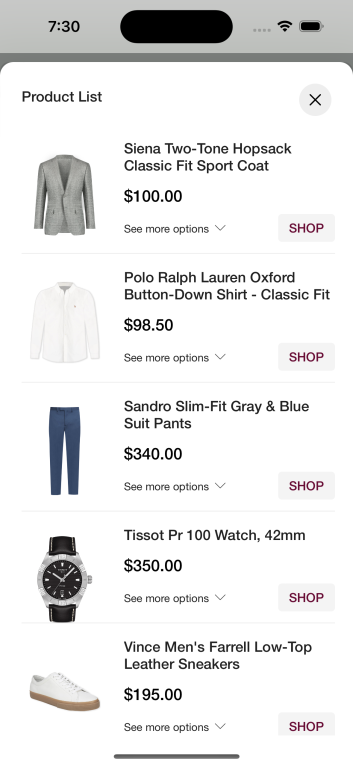 7:30
Product List
Siena Two-Tone Hopsack
Classic Fit Sport Coat
$100.00
See more options
SHOP
Polo Ralph Lauren Oxford
Button-Down Shirt - Classic Fit
$98.50
See more options
SHOP
Sandro Slim-Fit Gray & Blue
Suit Pants
$340.00
See more options
SHOP
Tissot Pr 100 Watch, 42mm
$350.00
See more options
SHOP
Vince Men's Farrell Low-Top
Leather Sneakers
$195.00
See more options
SHOP